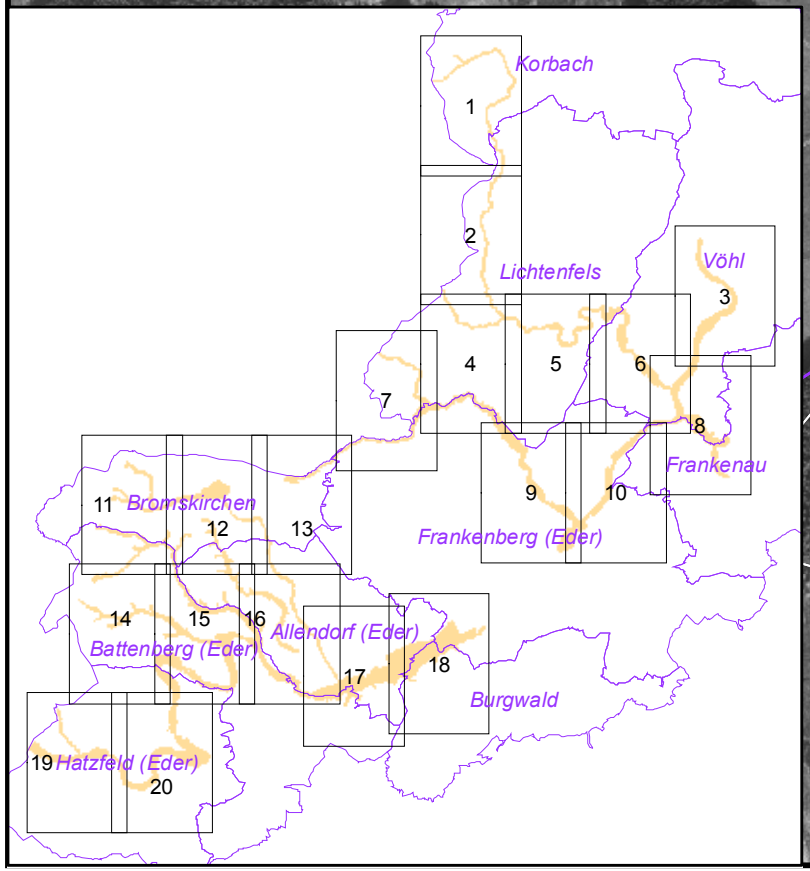 Korbach
1
2
Lichtenfels
Vöhl
3
4
5
6
7
8
Frankenau
9
10
Frankenberg (Eder)
11
Bromskirchen
12
13
14
15
16
Allendorf (Eder)
Battenberg (Eder)
17
18
Burgwald
19
Hatzfeld (Eder)
20